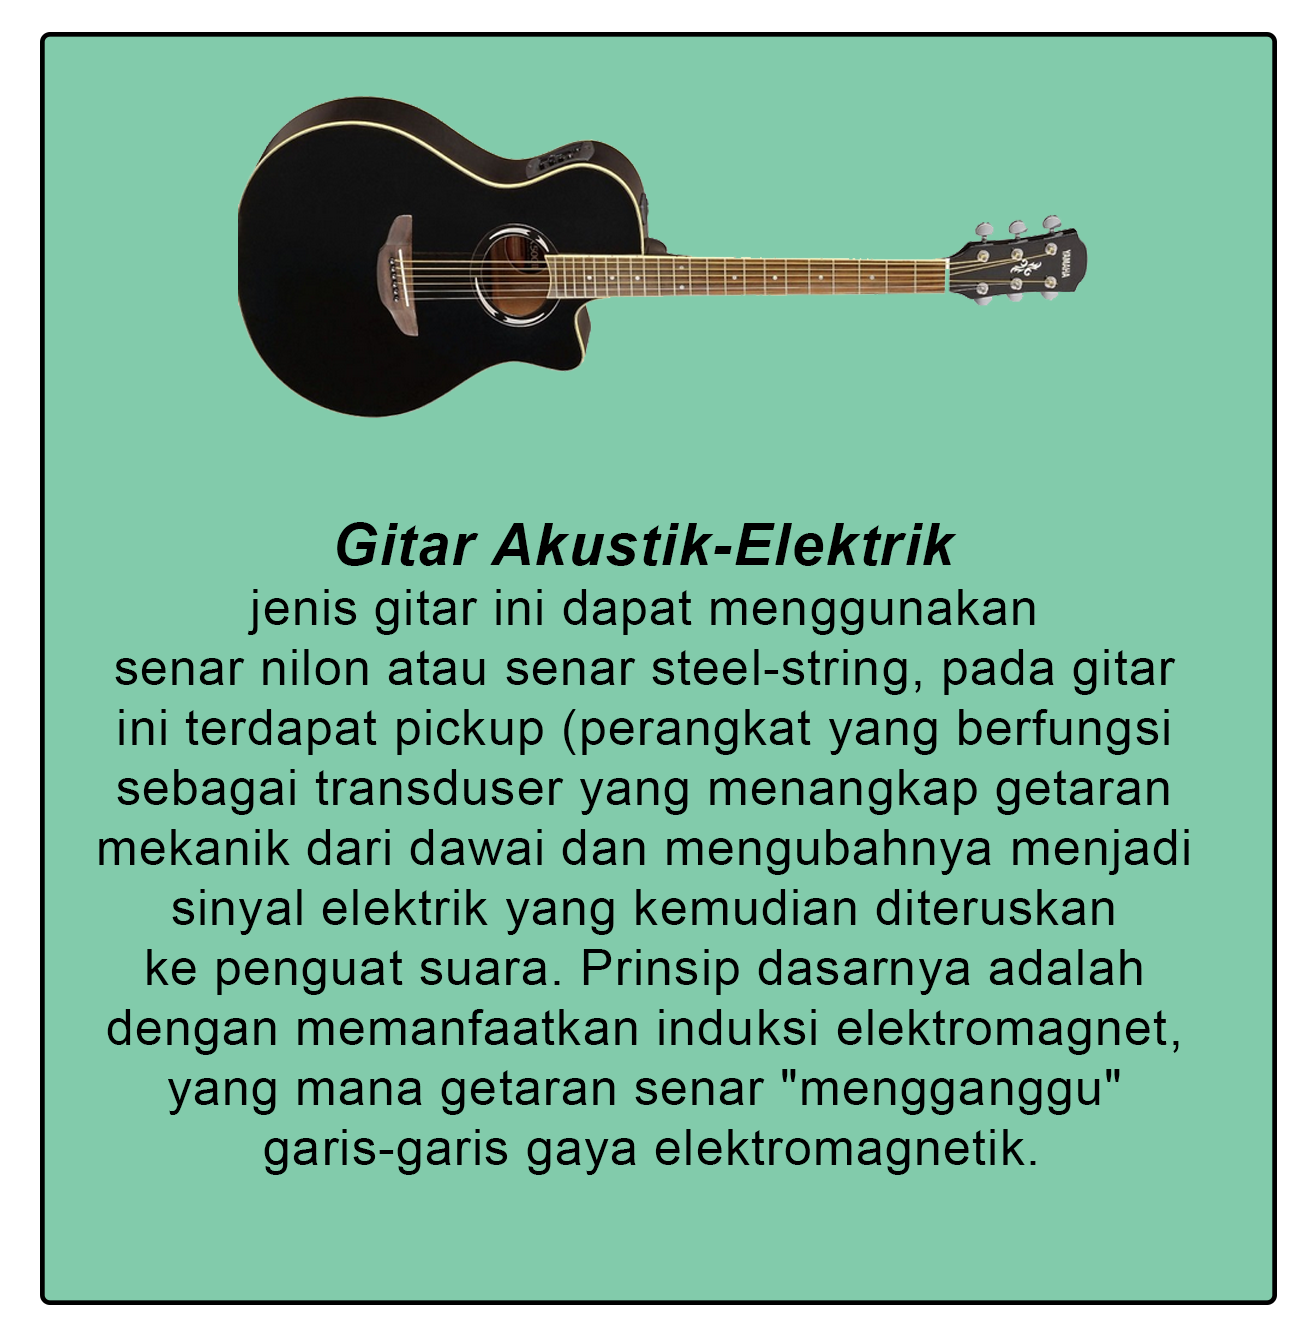 YAMAHA
Gitar Akustik-Elektrik
jenis gitar ini dapat menggunakan
senar nilon atau senar steel-string, pada gitar
ini terdapat pickup (perangkat yang berfungsi
sebagai transduser yang menangkap getaran
mekanik dari dawai dan mengubahnya menjadi
sinyal elektrik yang kemudian diteruskan
ke penguat suara. Prinsip dasarnya adalah
dengan memanfaatkan induksi elektromagnet,
yang mana getaran senar "mengganggu"
garis-garis gaya elektromagnetik.